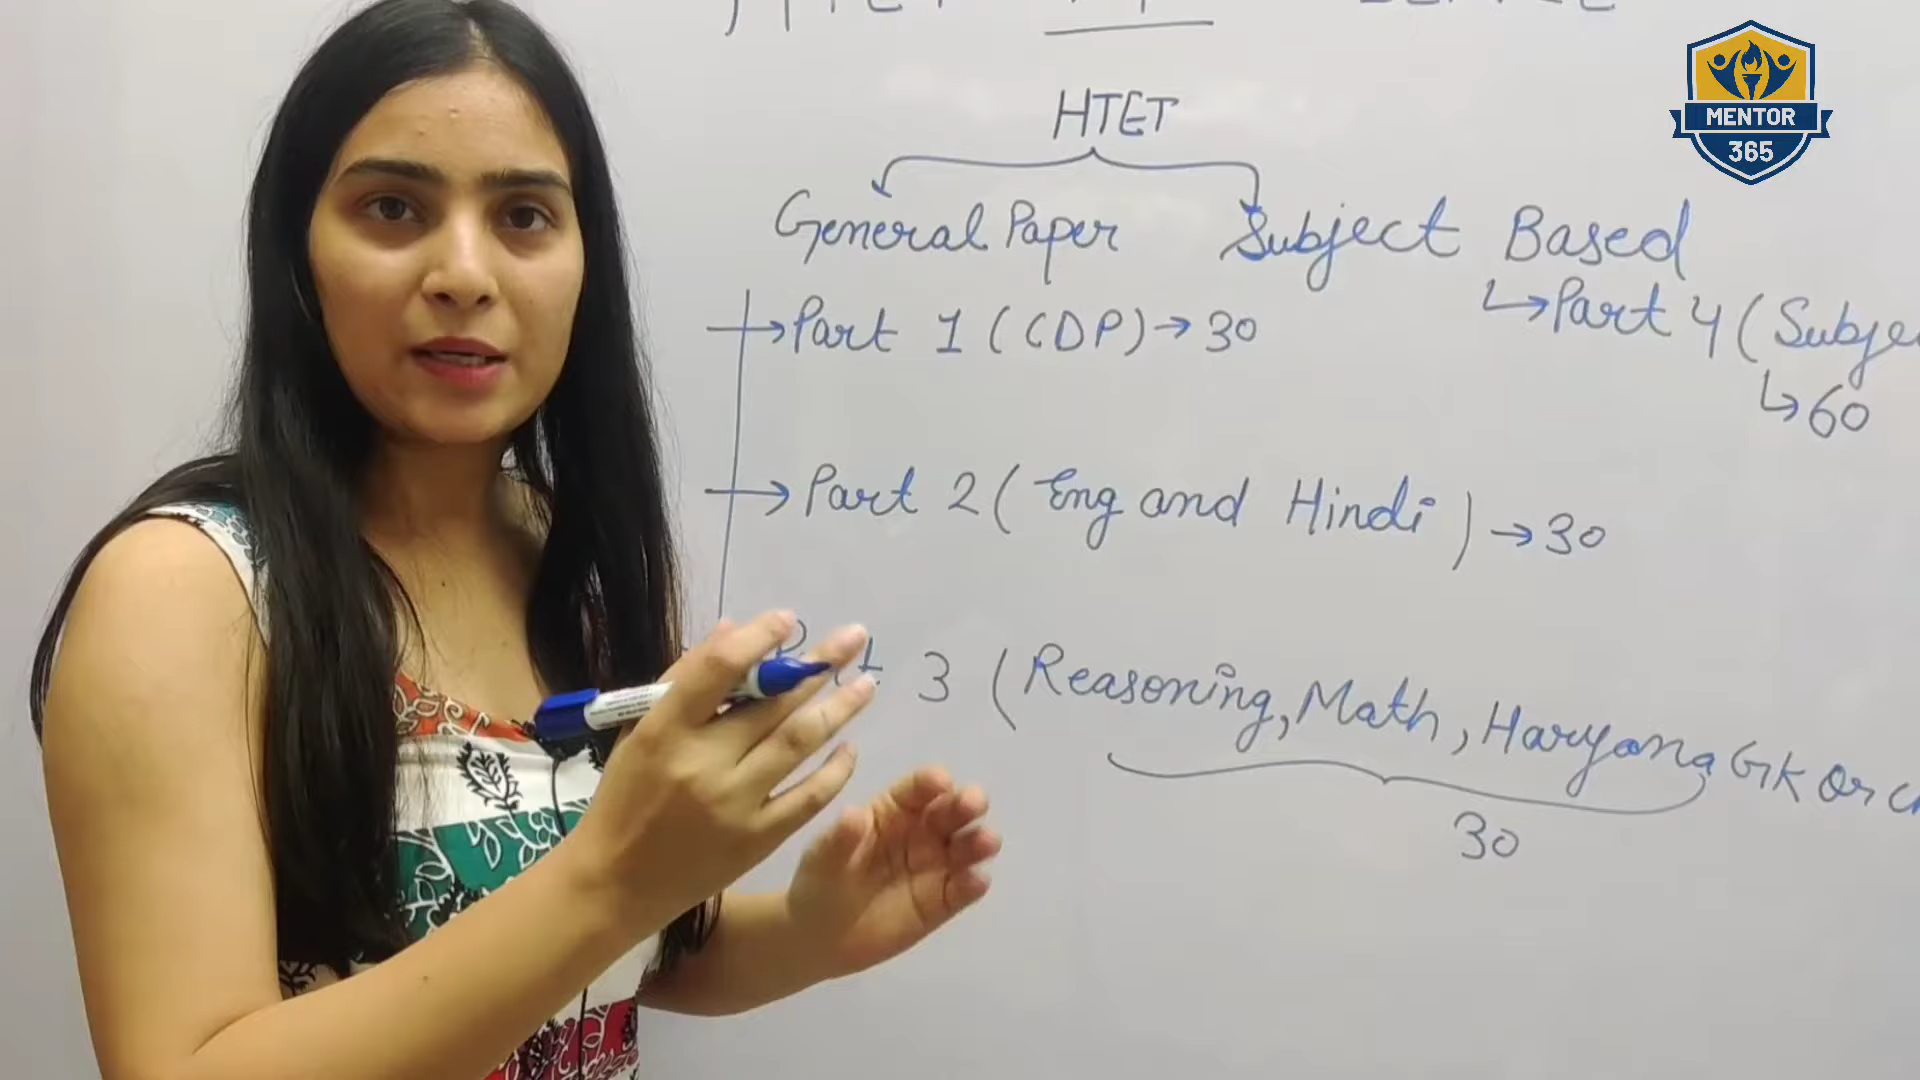 HTET
MENTOR
365
General Paper Subject Based
Part 1 (CDP) → 30
Part 4 (
60
Part 2 ( Eng and Hindi ) → 30
Part 3 ( Reasoning, Math, Haryana GK or
30